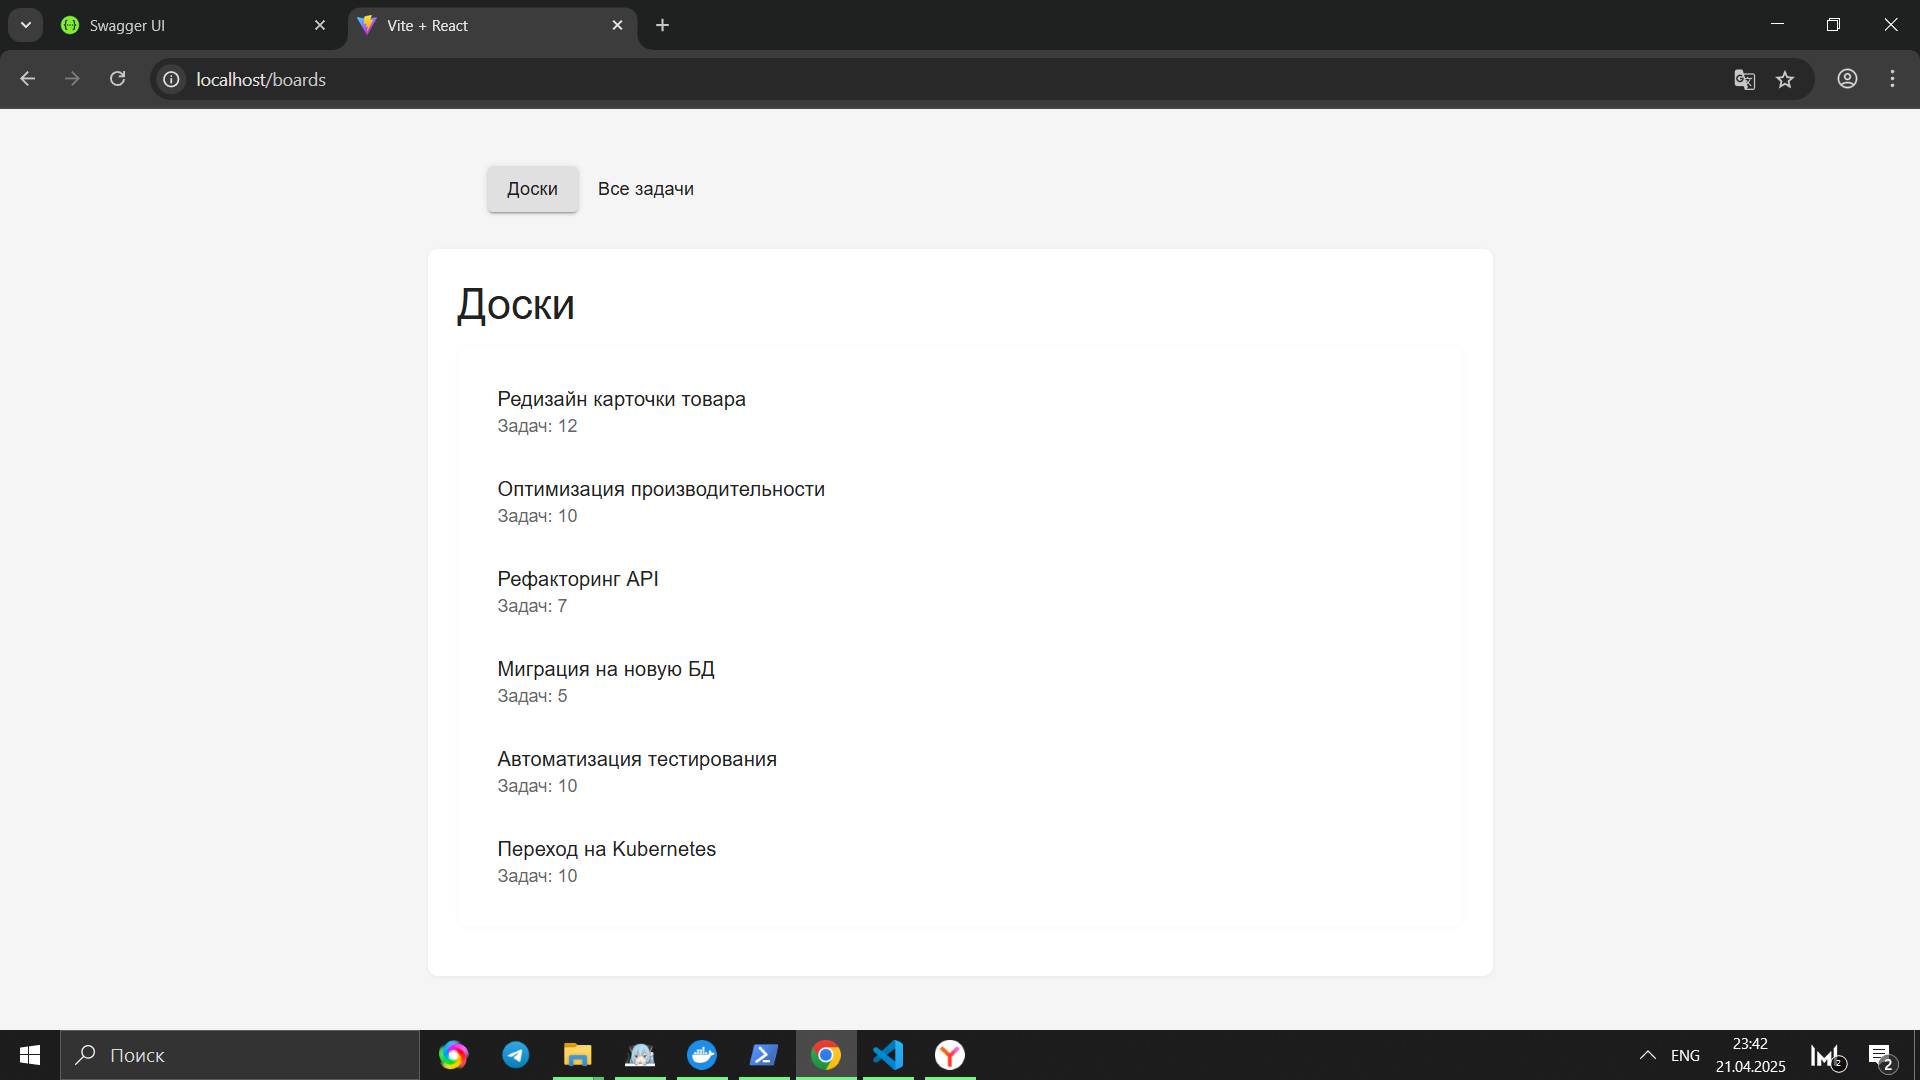 Swagger UI
Vite + React
localhost/boards
Доски
Все задачи
Доски
Редизайн карточки товара
Задач: 12
Оптимизация производительности
Задач: 10
Рефакторинг API
Задач: 7
Миграция на новую БД
Задач: 5
Автоматизация тестирования
Задач: 10
Переход на Kubernetes
Задач: 10
Поиск
ENG
23:42
21.04.2025
2
2